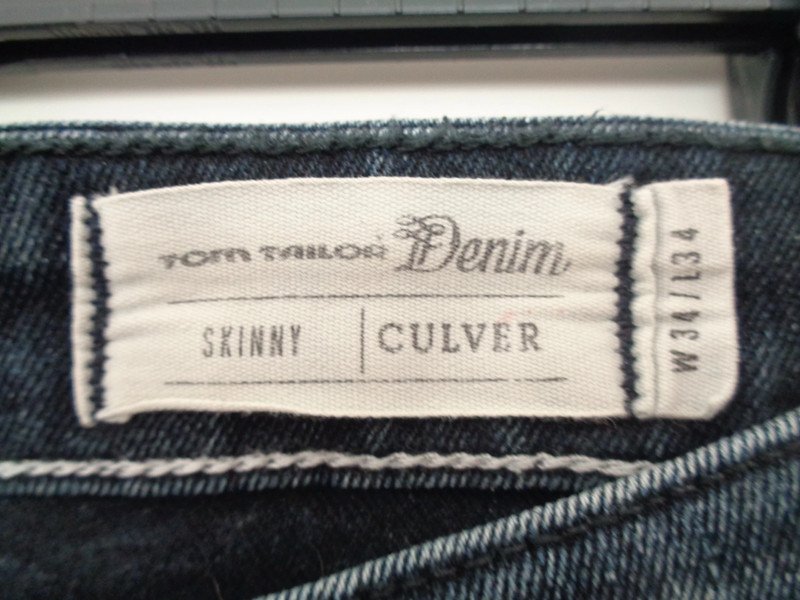 TOM TAILOR Denim
SKINNY CULVER
W34/L34